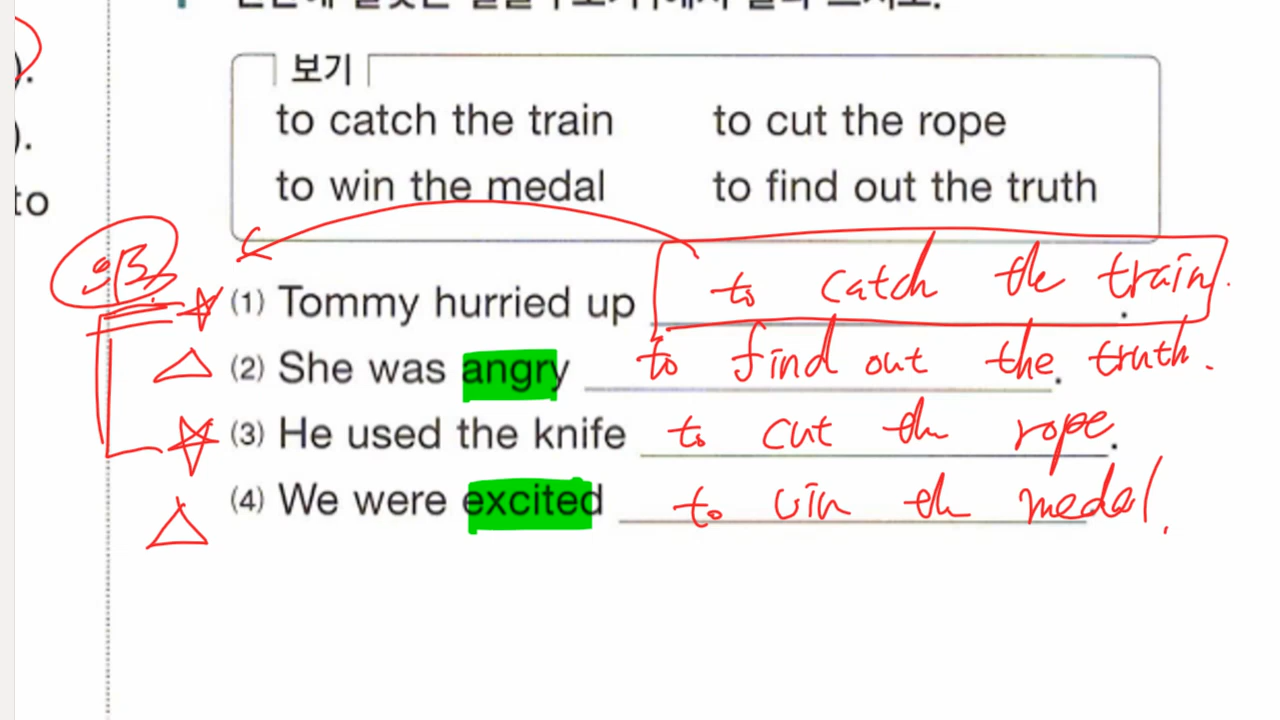 ).
).
to
보기
to catch the train to cut the rope
to win the medal to find out the truth
(1) Tommy hurried up to catch the train.
(2) She was angry to find out the truth.
(3) He used the knife to cut the rope.
(4) We were excited to win the medal.